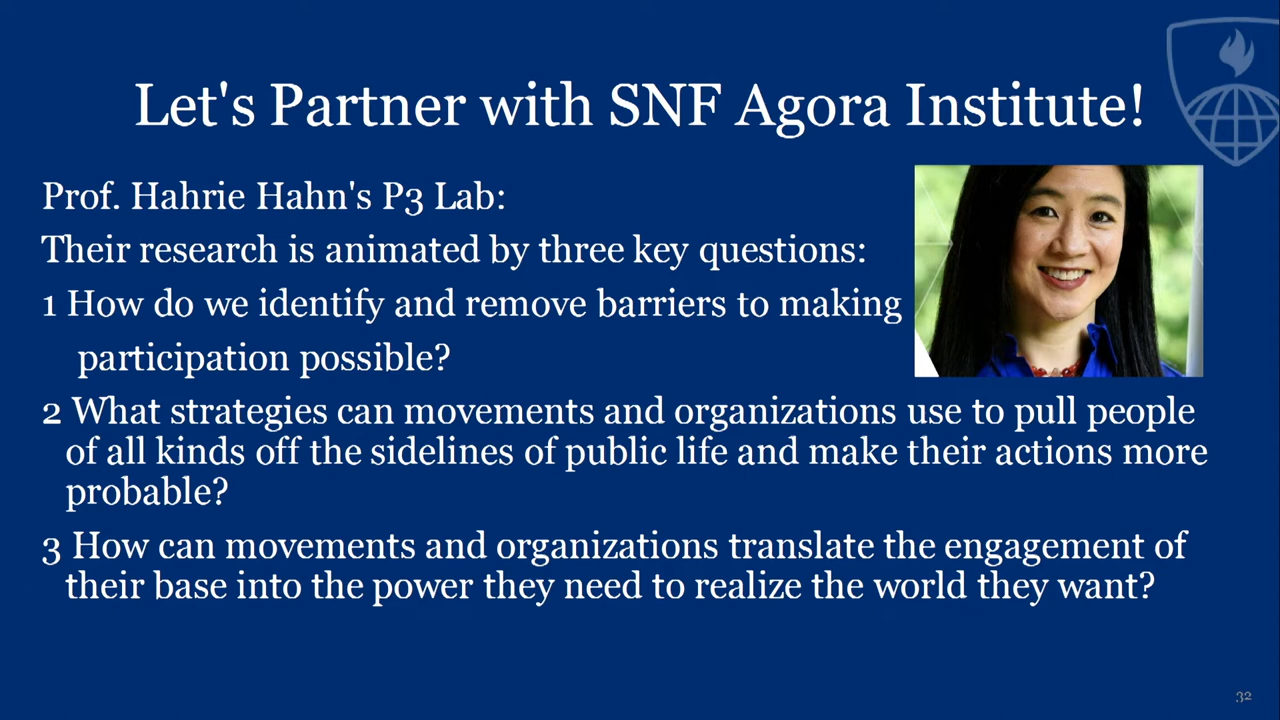 Let's Partner with SNF Agora Institute!
Prof. Hahrie Hahn's P3 Lab:
Their research is animated by three key questions:
1 How do we identify and remove barriers to making
participation possible?
2 What strategies can movements and organizations use to pull people
of all kinds off the sidelines of public life and make their actions more
probable?
3 How can movements and organizations translate the engagement of
their base into the power they need to realize the world they want?
32